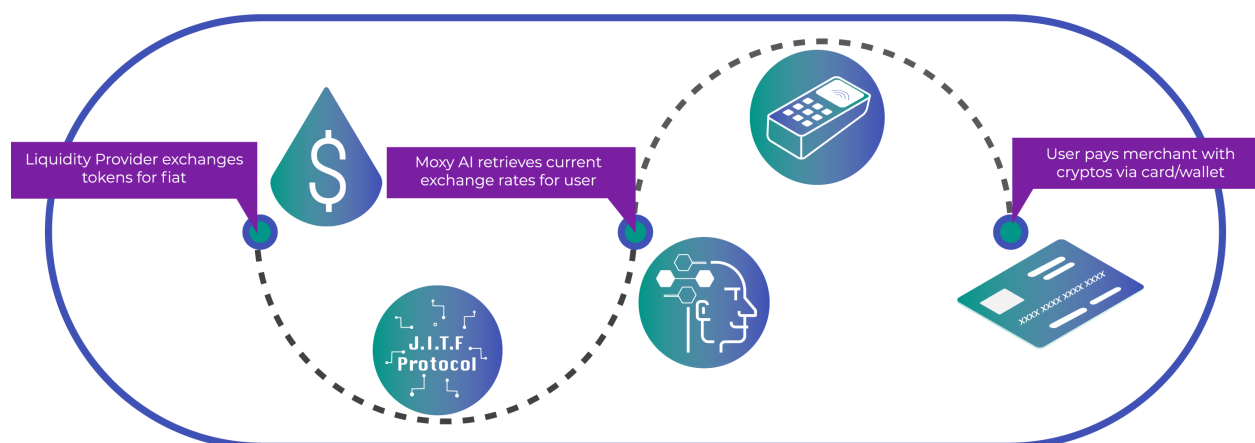 Liquidity Provider exchanges
tokens for fiat
$
Moxy AI retrieves current
exchange rates for user
User pays merchant with
cryptos via card/wallet
J.I.T.F
Protocol
XXXX XXXX XXXX XXXX